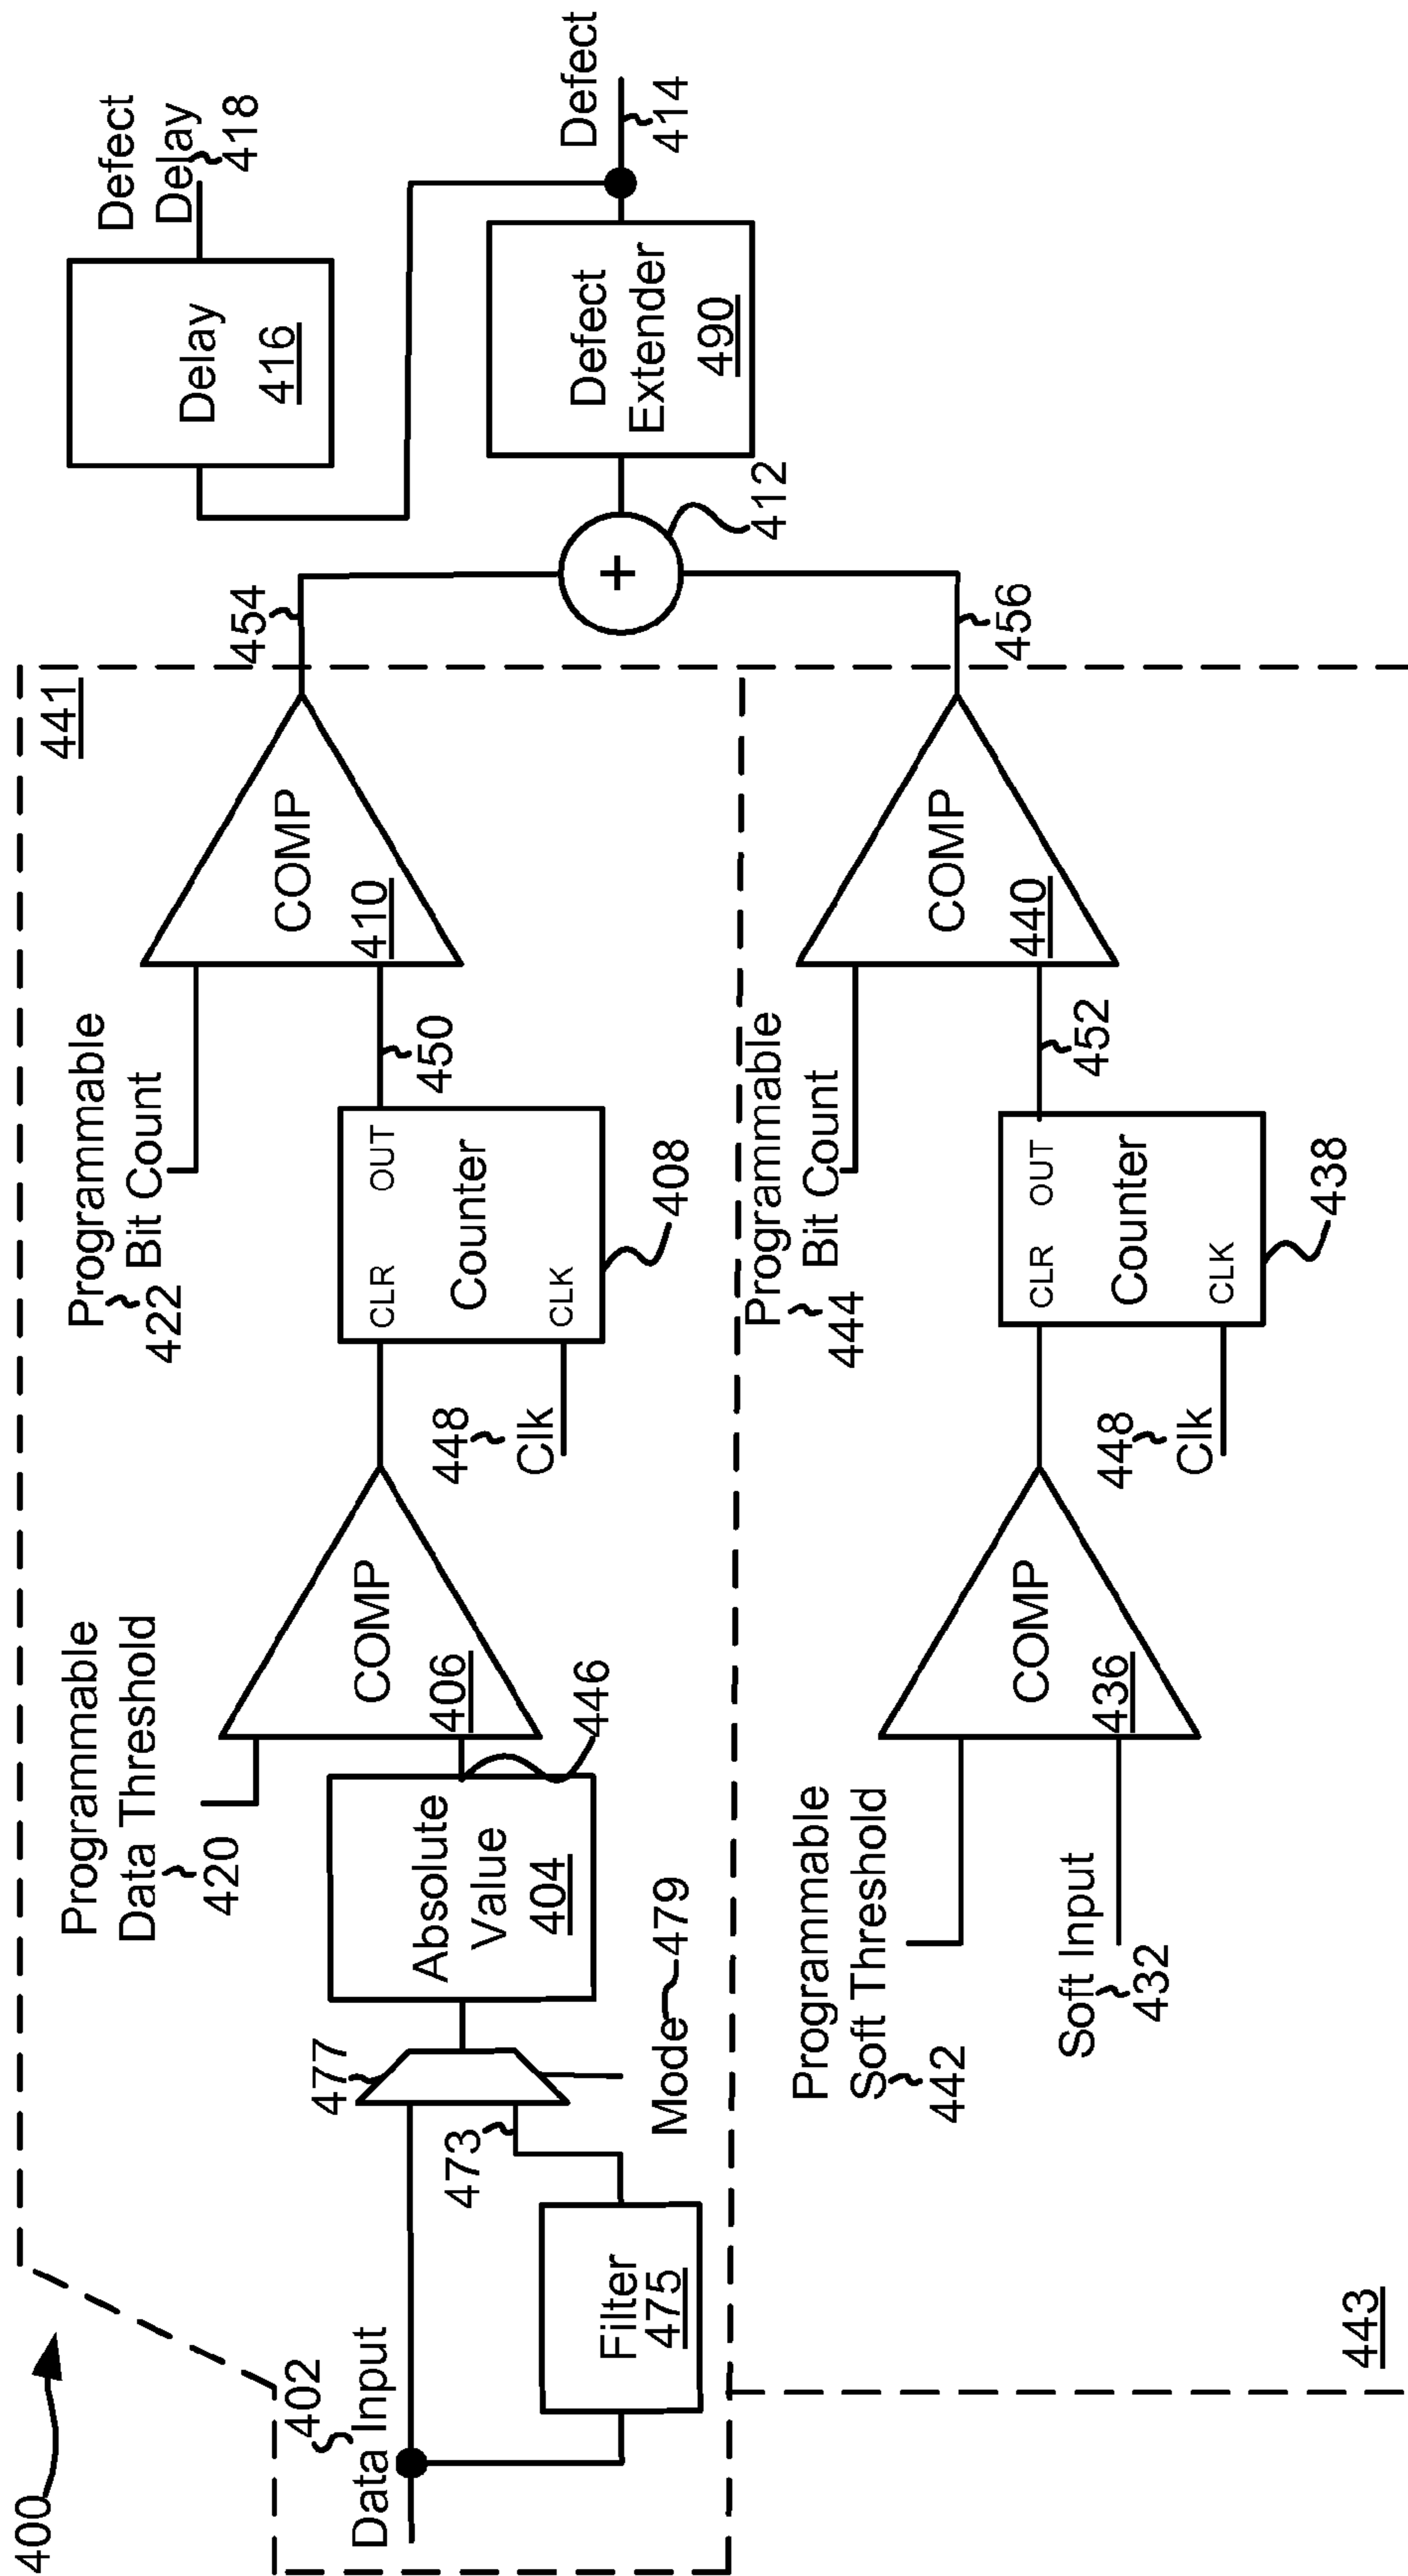 400
441
402
Data Input
Filter
475
473
477
Mode 479
Absolute
Value
404
446
Programmable
Data Threshold
420
COMP
406
448
Clk
CLR
OUT
Counter
CLK
408
Programmable
Bit Count
422
450
COMP
410
454
443
Programmable
Soft Threshold
442
Soft Input
432
COMP
436
448
Clk
CLR
OUT
Counter
CLK
438
Programmable
Bit Count
444
452
COMP
440
456
+
412
Defect
Extender
490
Defect
414
Delay
416
Defect
Delay
418